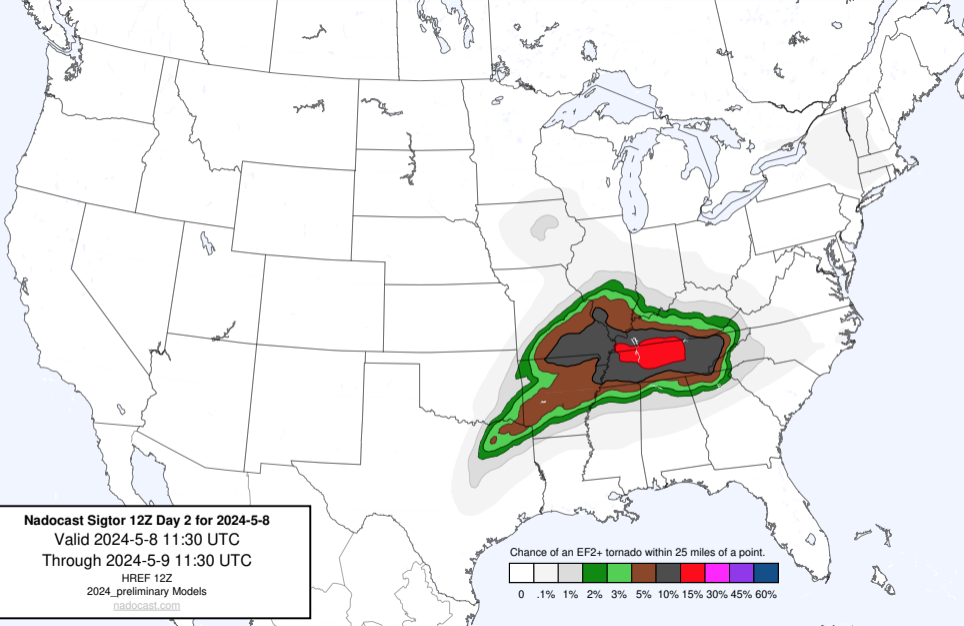 Nadocast Sigtor 12Z Day 2 for 2024-5-8
Valid 2024-5-8 11:30 UTC
Through 2024-5-9 11:30 UTC
HREF 12Z
2024_preliminary Models
nadocast.com
Chance of an EF2+ tornado within 25 miles of a point.
0 .1% 1% 2% 3% 5% 10% 15% 30% 45% 60%